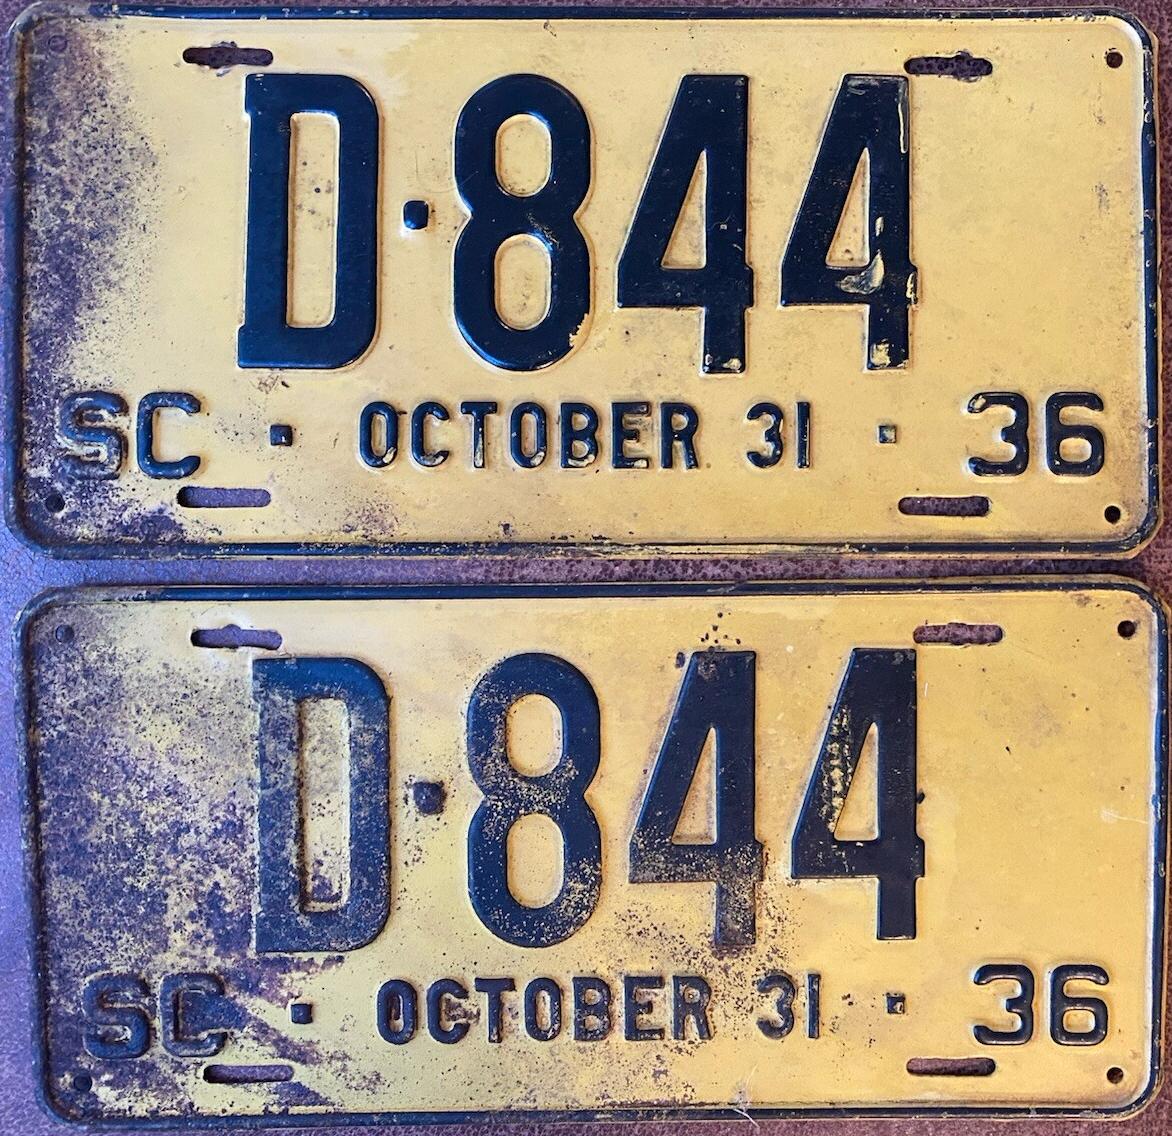 D·844
SC · OCTOBER 31 · 36
D·844
SC · OCTOBER 31 · 36